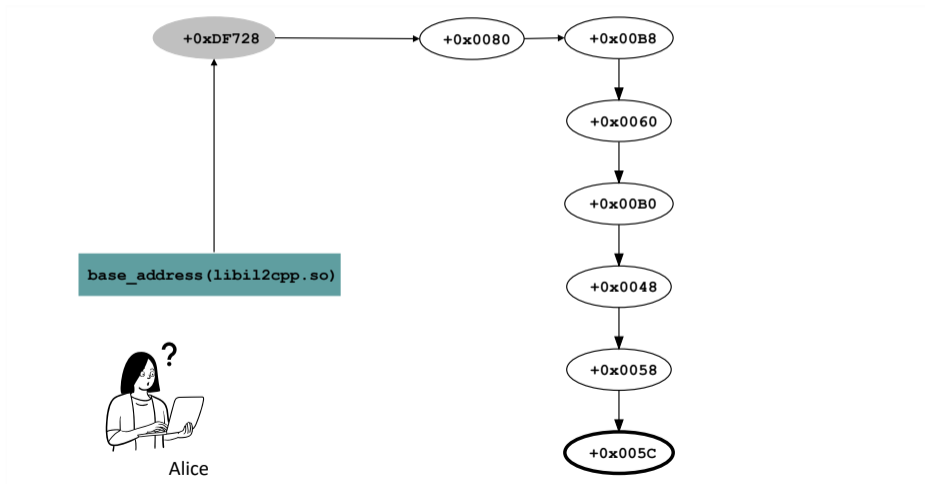 +0xDF728
+0x0080
+0x00B8
+0x0060
+0x00B0
+0x0048
+0x0058
+0x005C
base_address(libil2cpp.so)
?
Alice